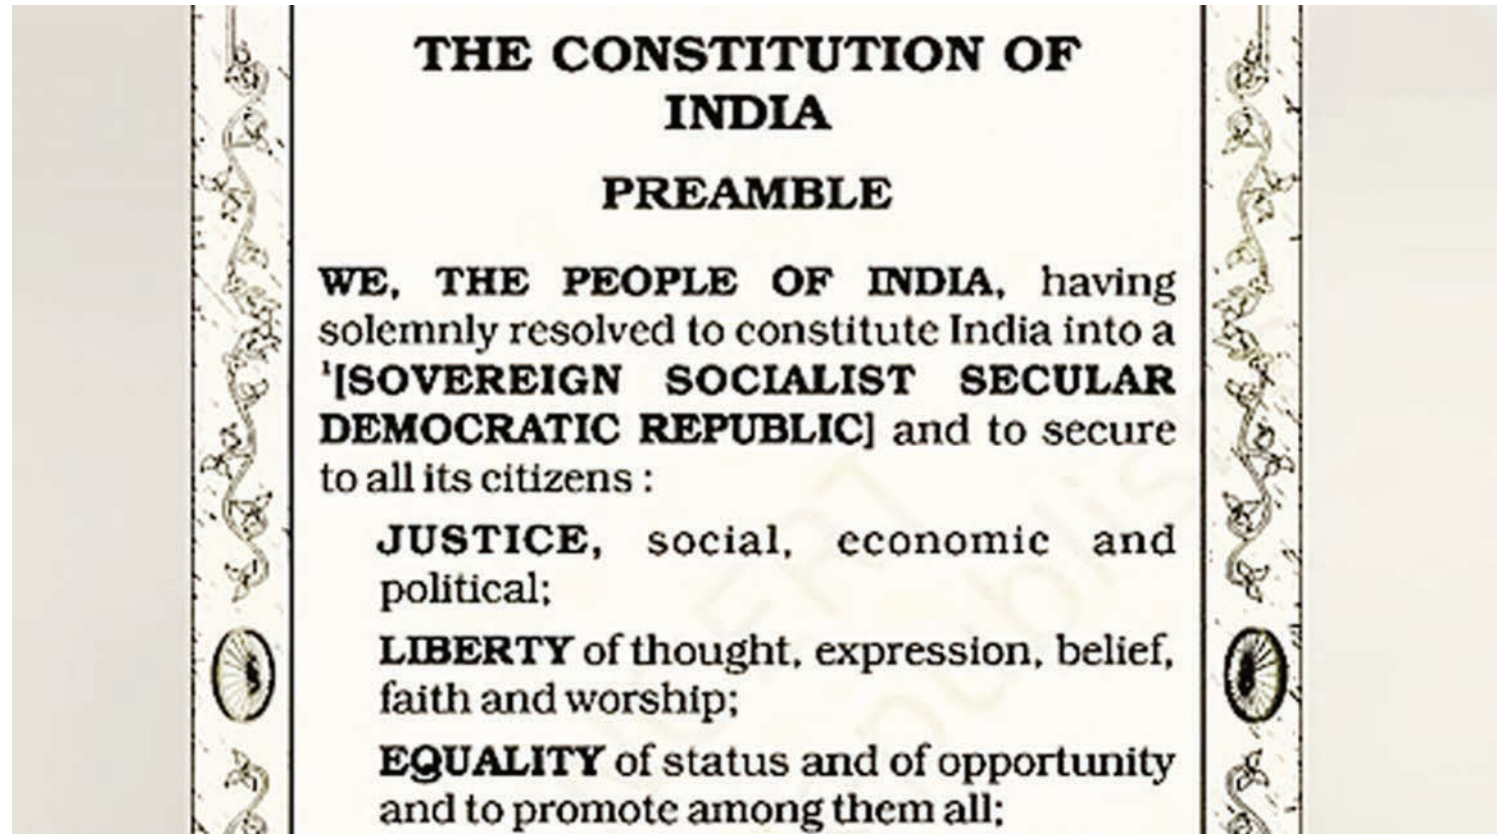 THE CONSTITUTION OF
INDIA
PREAMBLE
WE, THE PEOPLE OF INDIA, having
solemnly resolved to constitute India into a
¹[SOVEREIGN SOCIALIST SECULAR
DEMOCRATIC REPUBLIC] and to secure
to all its citizens :
JUSTICE, social, economic and
political;
LIBERTY of thought, expression, belief,
faith and worship;
EQUALITY of status and of opportunity
and to promote among them all;